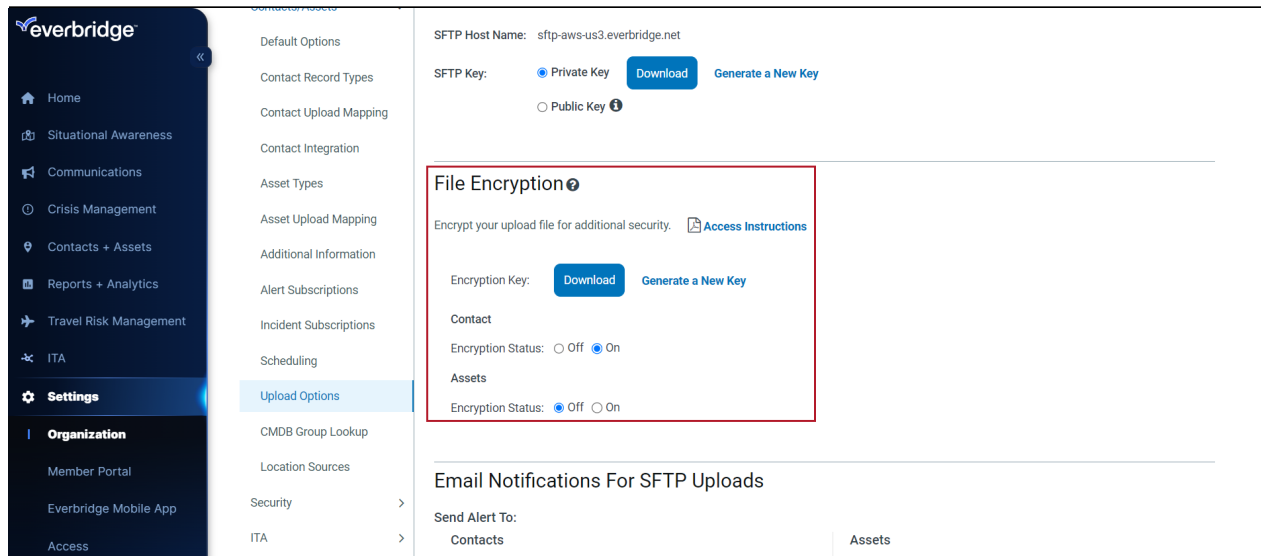 everbridge
«
Home
Situational Awareness
Communications
Crisis Management
Contacts + Assets
Reports + Analytics
Travel Risk Management
ITA
Settings
Organization
Member Portal
Everbridge Mobile App
Access
Contacts/Assets
Default Options
Contact Record Types
Contact Upload Mapping
Contact Integration
Asset Types
Asset Upload Mapping
Additional Information
Alert Subscriptions
Incident Subscriptions
Scheduling
Upload Options
CMDB Group Lookup
Location Sources
Security
ITA
SFTP Host Name: sftp-aws-us3.everbridge.net
SFTP Key: Private Key Download Generate a New Key
Public Key
File Encryption
Encrypt your upload file for additional security. Access Instructions
Encryption Key: Download Generate a New Key
Contact
Encryption Status: Off On
Assets
Encryption Status: Off On
Email Notifications For SFTP Uploads
Send Alert To:
Contacts Assets